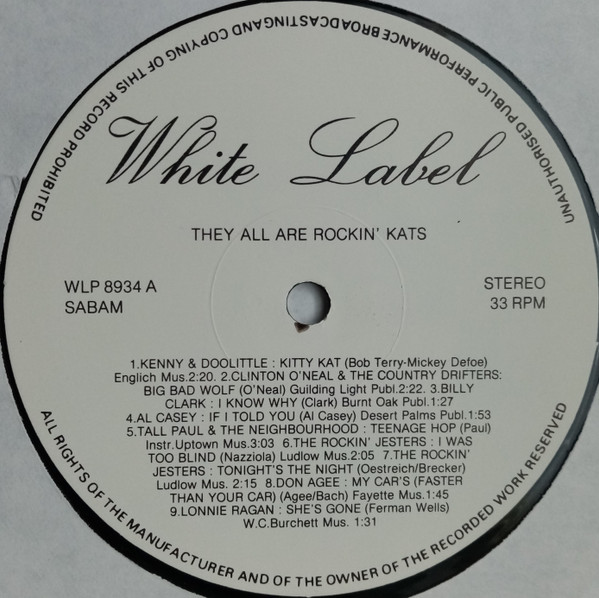 UNAUTHORISED PUBLIC PERFORMANCE BROADCASTING AND COPYING OF THIS RECORD PROHIBITED
White Label
THEY ALL ARE ROCKIN' KATS
WLP 8934 A
SABAM
STEREO
33 RPM
1.KENNY & DOOLITTLE : KITTY KAT (Bob Terry-Mickey Defoe)
Englich Mus.2:20. 2.CLINTON O'NEAL & THE COUNTRY DRIFTERS:
BIG BAD WOLF (O'Neal) Guilding Light Publ.2:22. 3.BILLY
CLARK : I KNOW WHY (Clark) Burnt Oak Publ.1:27
4.AL CASEY : IF I TOLD YOU (Al Casey) Desert Palms Publ.1:53
5.TALL PAUL & THE NEIGHBOURHOOD : TEENAGE HOP (Paul)
Instr.Uptown Mus.3:03 6.THE ROCKIN' JESTERS : I WAS
TOO BLIND (Nazziola) Ludlow Mus.2:05 7.THE ROCKIN'
JESTERS : TONIGHT'S THE NIGHT (Oestreich/Brecker)
Ludlow Mus. 2:15 8.DON AGEE : MY CAR'S (FASTER
THAN YOUR CAR) (Agee/Bach) Fayette Mus.1:45
9.LONNIE RAGAN : SHE'S GONE (Ferman Wells)
W.C.Burchett Mus. 1:31
ALL RIGHTS OF THE MANUFACTURER AND OF THE OWNER OF THE RECORDED WORK RESERVED